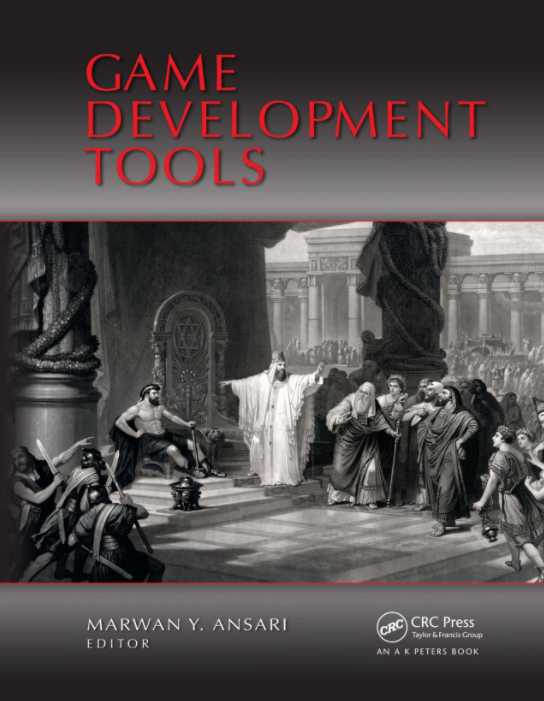 GAME
DEVELOPMENT
TOOLS
MARWAN Y. ANSARI
EDITOR
CRC
CRC Press
Taylor & Francis Group
AN A K PETERS BOOK